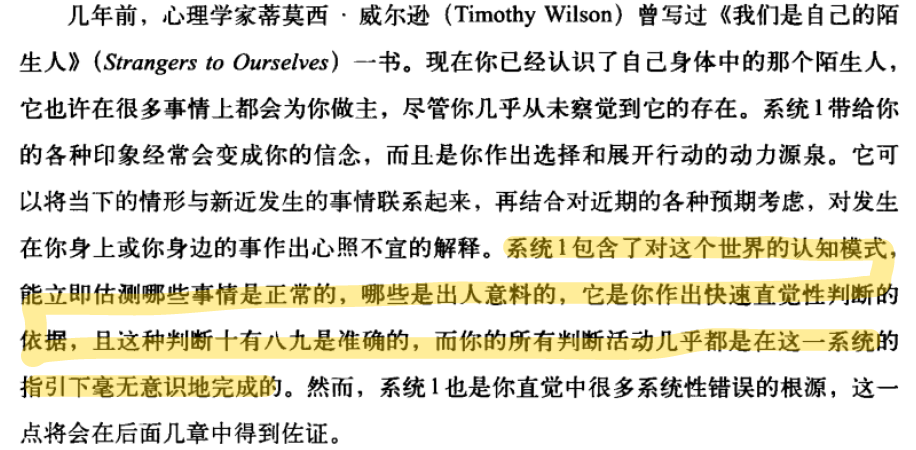 几年前，心理学家蒂莫西·威尔逊（Timothy Wilson）曾写过《我们是自己的陌
生人》（Strangers to Ourselves）一书。现在你已经认识了自己身体中的那个陌生人，
它也许在很多事情上都会为你做主，尽管你几乎从未察觉到它的存在。系统1带给你
的各种印象经常会变成你的信念，而且是你作出选择和展开行动的动力源泉。它可
以将当下的情形与新近发生的事情联系起来，再结合对近期的各种预期考虑，对发生
在你身上或你身边的事作出心照不宣的解释。系统1包含了对这个世界的认知模式，
能立即估测哪些事情是正常的，哪些是出人意料的，它是你作出快速直觉性判断的
依据，且这种判断十有八九是准确的，而你的所有判断活动几乎都是在这一系统的
指引下毫无意识地完成的。然而，系统1也是你直觉中很多系统性错误的根源，这一
点将会在后面几章中得到佐证。